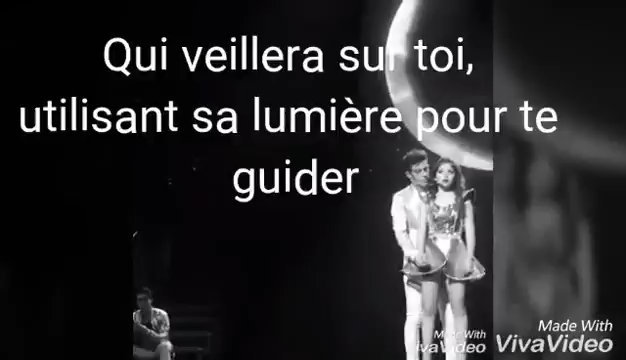 Qui veillera sur toi,
utilisant sa lumière pour te
guider
Made With
VivaVideo
Made With
VivaVideo